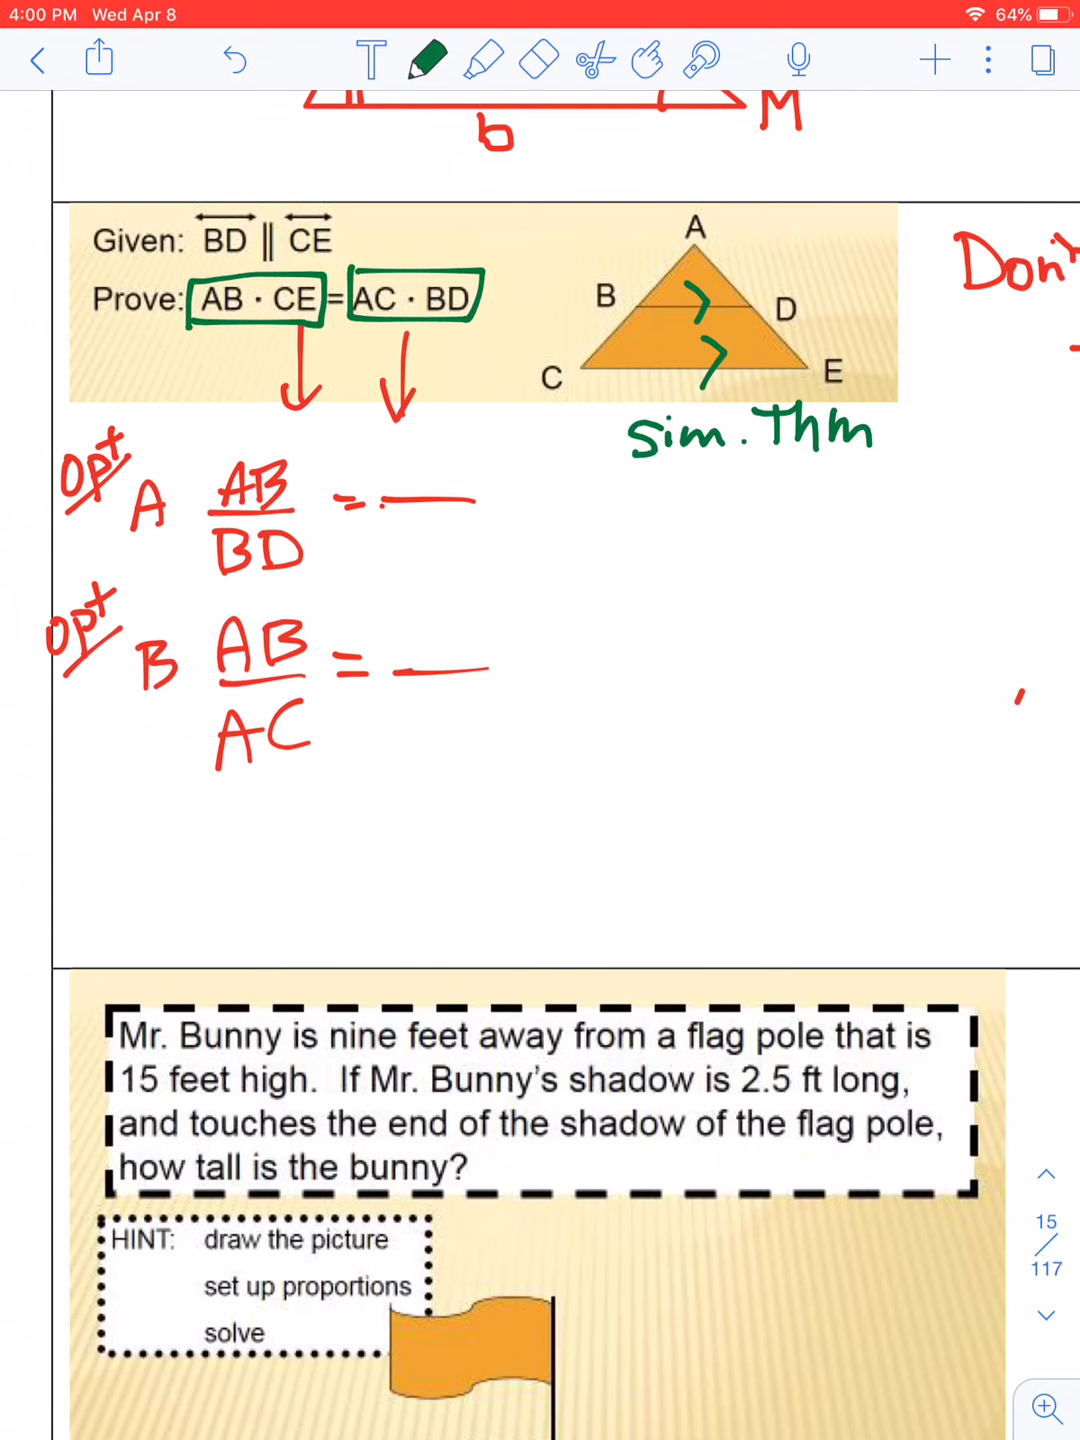 4:00 PM Wed Apr 8 64%
T
b M
Given: BD ∥ CE
Prove: AB · CE = AC · BD
A
B
D
C
E
Don't
Sim. Thm
Opt
A AB =
BD
Opt
B AB =
AC
Mr. Bunny is nine feet away from a flag pole that is
15 feet high. If Mr. Bunny's shadow is 2.5 ft long,
and touches the end of the shadow of the flag pole,
how tall is the bunny?
HINT: draw the picture
set up proportions
solve
15
/
117